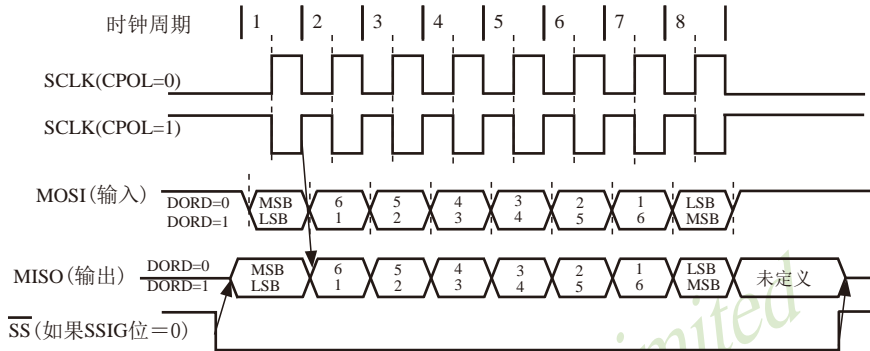 时钟周期 1 2 3 4 5 6 7 8
SCLK(CPOL=0)
SCLK(CPOL=1)
MOSI(输入) DORD=0 MSB 6 5 4 3 2 1 LSB
DORD=1 LSB 1 2 3 4 5 6 MSB
MISO(输出) DORD=0 MSB 6 5 4 3 2 1 LSB 未定义
DORD=1 LSB 1 2 3 4 5 6 MSB
SS(如果SSIG位=0)
imited